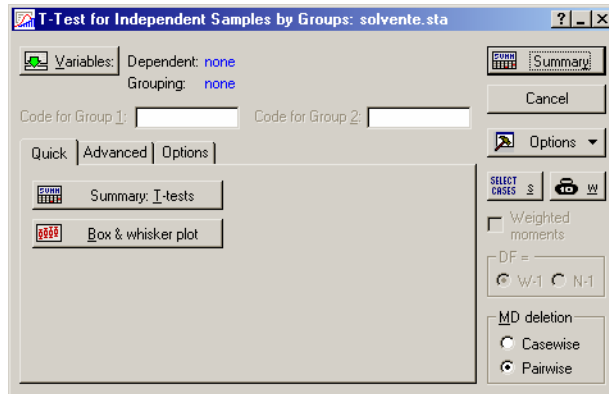 T-Test for Independent Samples by Groups: solvente.sta
Variables: Dependent: none
Grouping: none
Code for Group 1: Code for Group 2:
Quick Advanced Options
Summary: T-tests
Box & whisker plot
SUMM Summary
Cancel
Options
SELECT CASES S W
Weighted
moments
DF =
W-1 N-1
MD deletion
Casewise
Pairwise